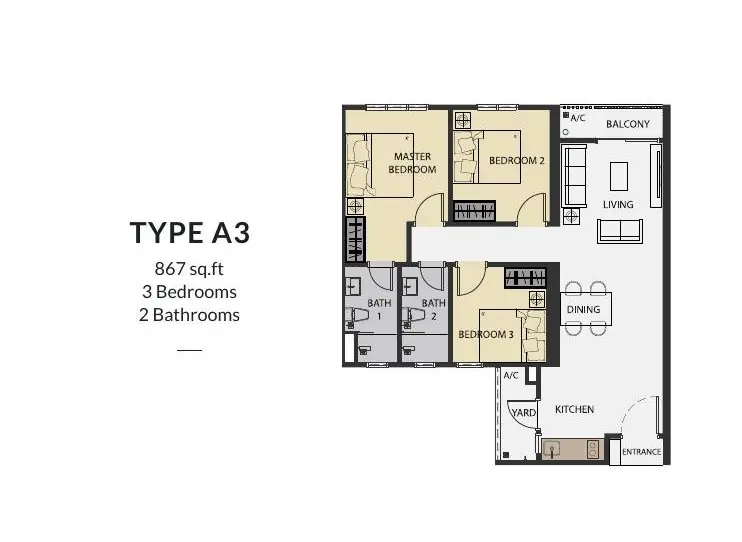 TYPE A3
867 sq.ft
3 Bedrooms
2 Bathrooms
A/C
BALCONY
MASTER
BEDROOM
BEDROOM 2
LIVING
BATH
1
BATH
2
BEDROOM 3
DINING
A/C
YARD
KITCHEN
ENTRANCE